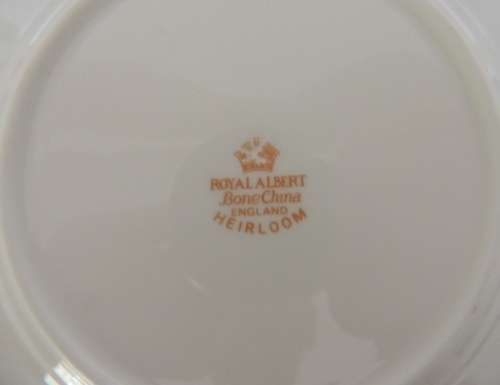 ROYAL ALBERT
Bone China
ENGLAND
HEIRLOOM